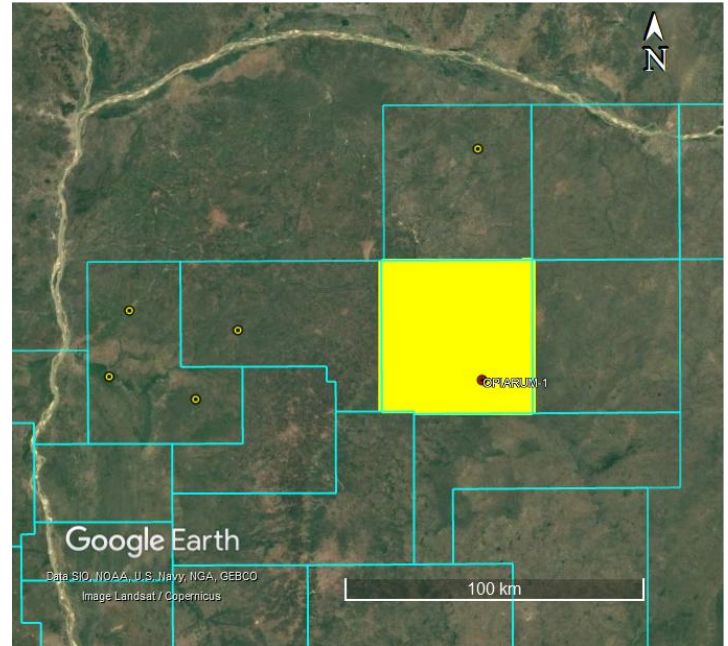 N
OPIARUM-1
Google Earth
Data SIO, NOAA, U.S. Navy, NGA, GEBCO
Image Landsat / Copernicus
100 km